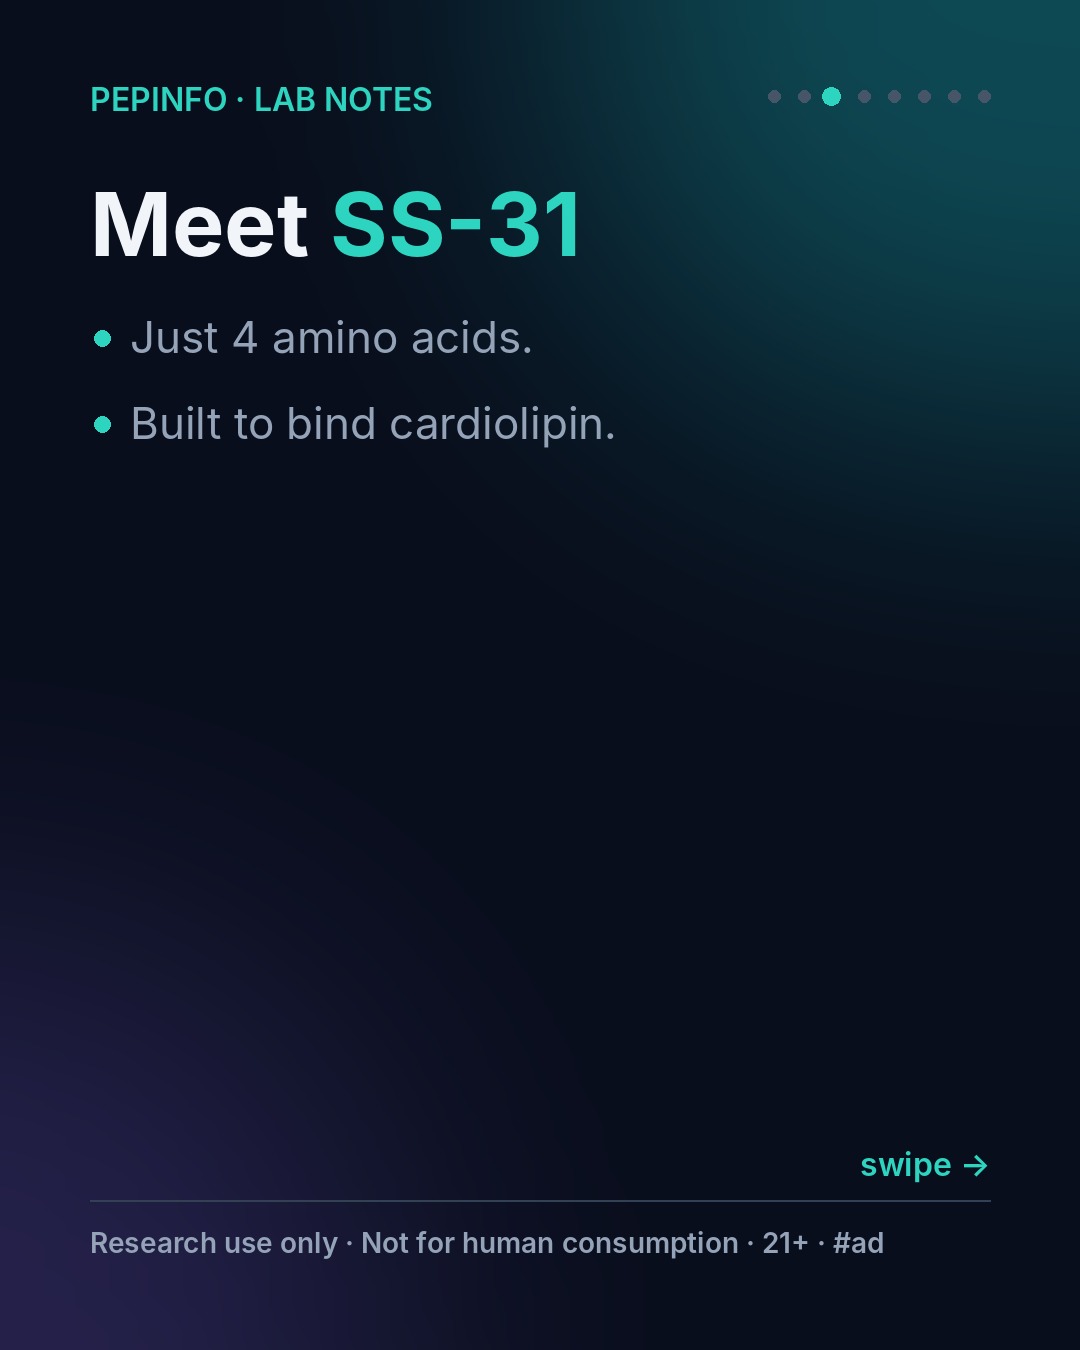 PEPINFO · LAB NOTES
Meet SS-31
Just 4 amino acids.
Built to bind cardiolipin.
swipe →
Research use only · Not for human consumption · 21+ · #ad